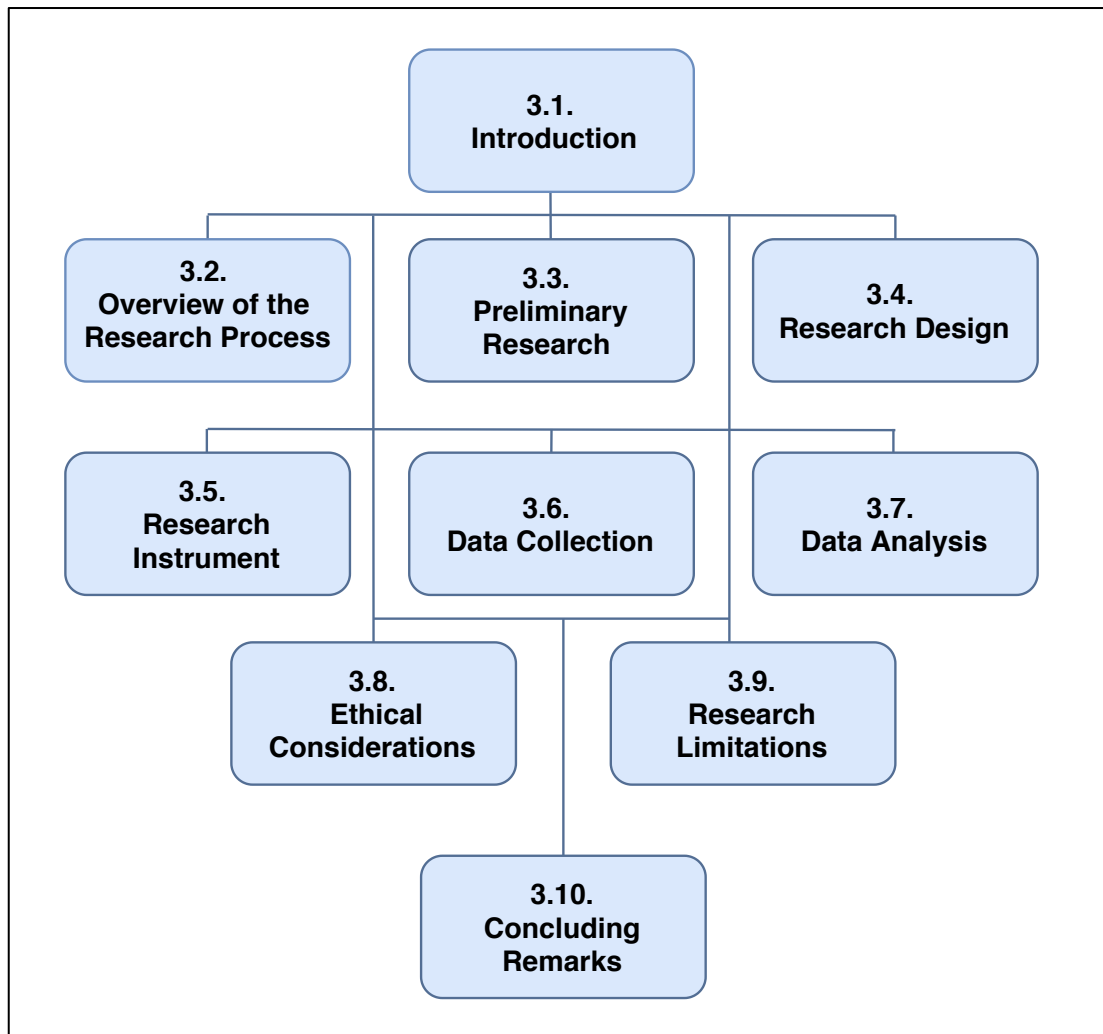 3.1.
Introduction
3.2.
Overview of the
Research Process
3.3.
Preliminary
Research
3.4.
Research Design
3.5.
Research
Instrument
3.6.
Data Collection
3.7.
Data Analysis
3.8.
Ethical
Considerations
3.9.
Research
Limitations
3.10.
Concluding
Remarks